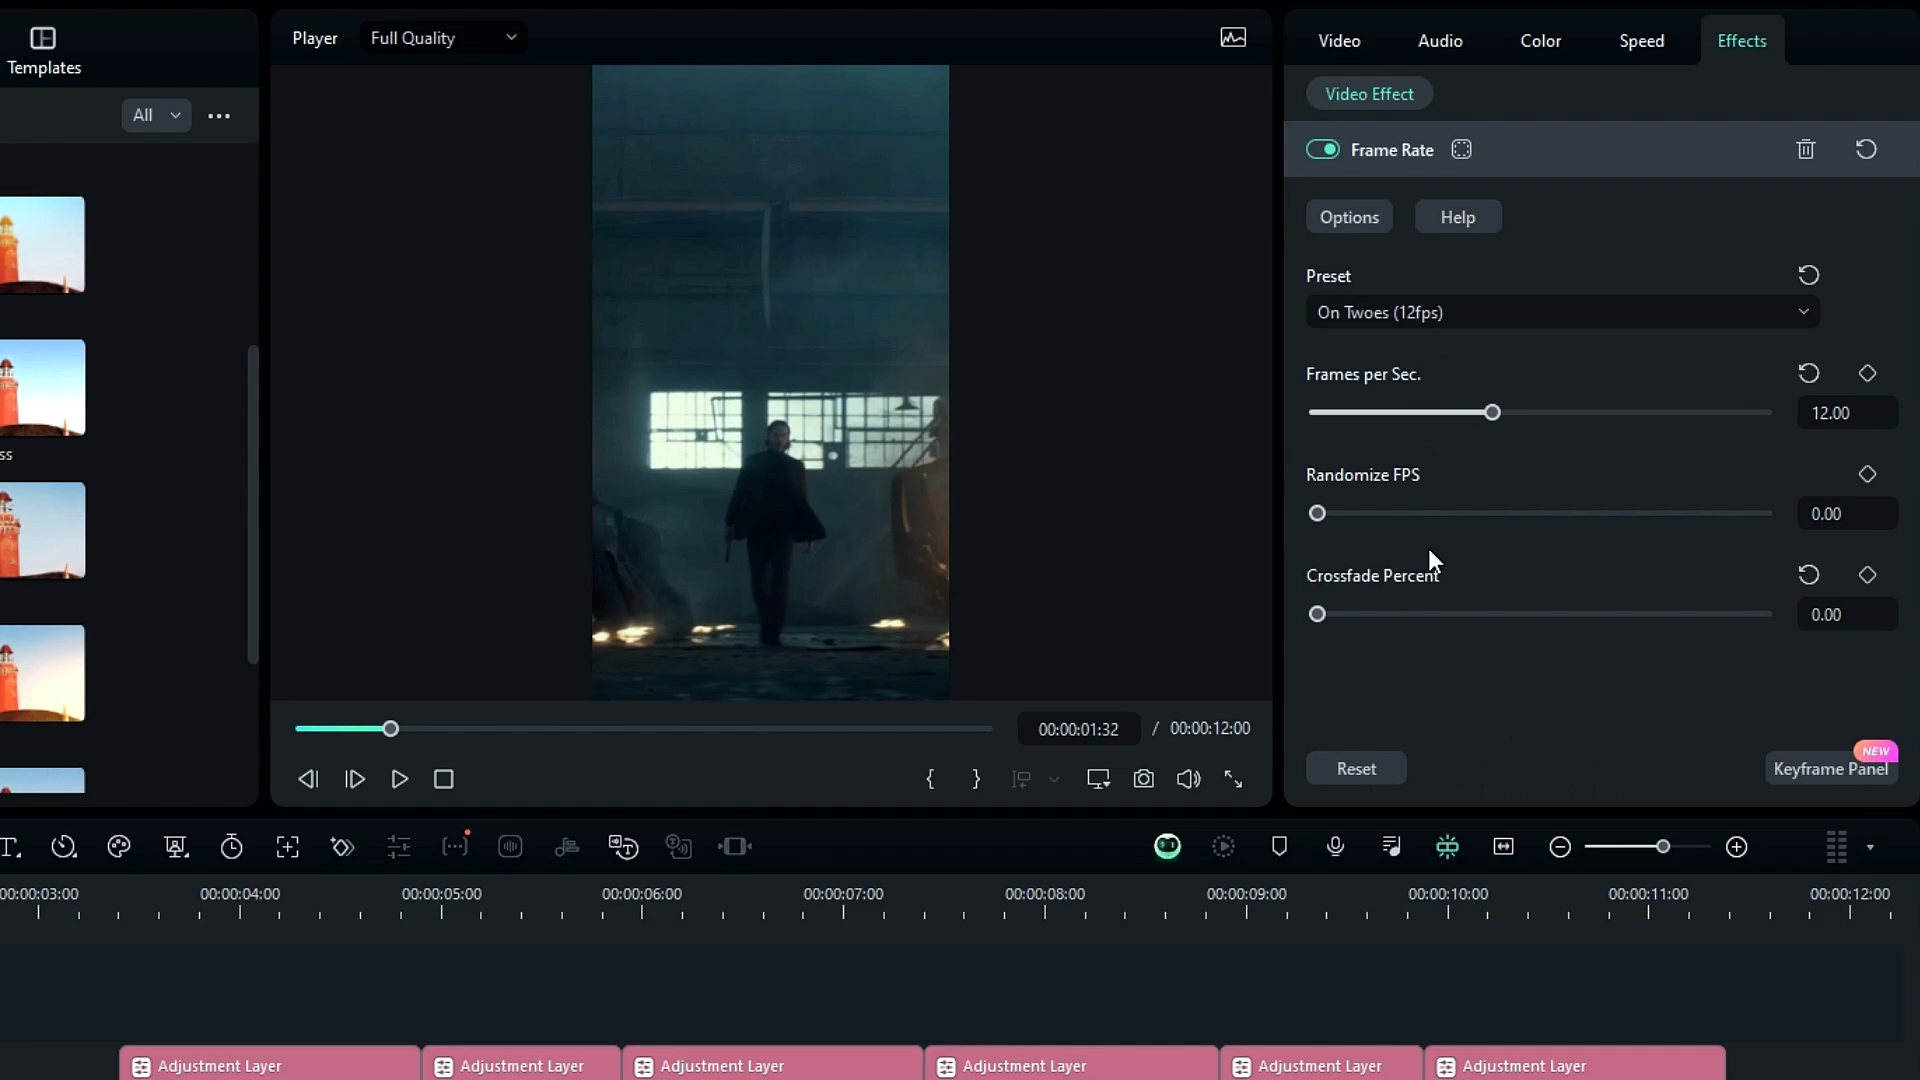 Templates
Player Full Quality
Video Audio Color Speed Effects
All
Video Effect
Frame Rate
Options Help
Preset
On Twoes (12fps)
Frames per Sec.
12.00
ss
Randomize FPS
0.00
Crossfade Percent
0.00
00:00:01:32 / 00:00:12:00
Reset
NEW
Keyframe Panel
00:00:03:00 00:00:04:00 00:00:05:00 00:00:06:00 00:00:07:00 00:00:08:00 00:00:09:00 00:00:10:00 00:00:11:00 00:00:12:00
Adjustment Layer Adjustment Layer Adjustment Layer Adjustment Layer Adjustment Layer Adjustment Layer